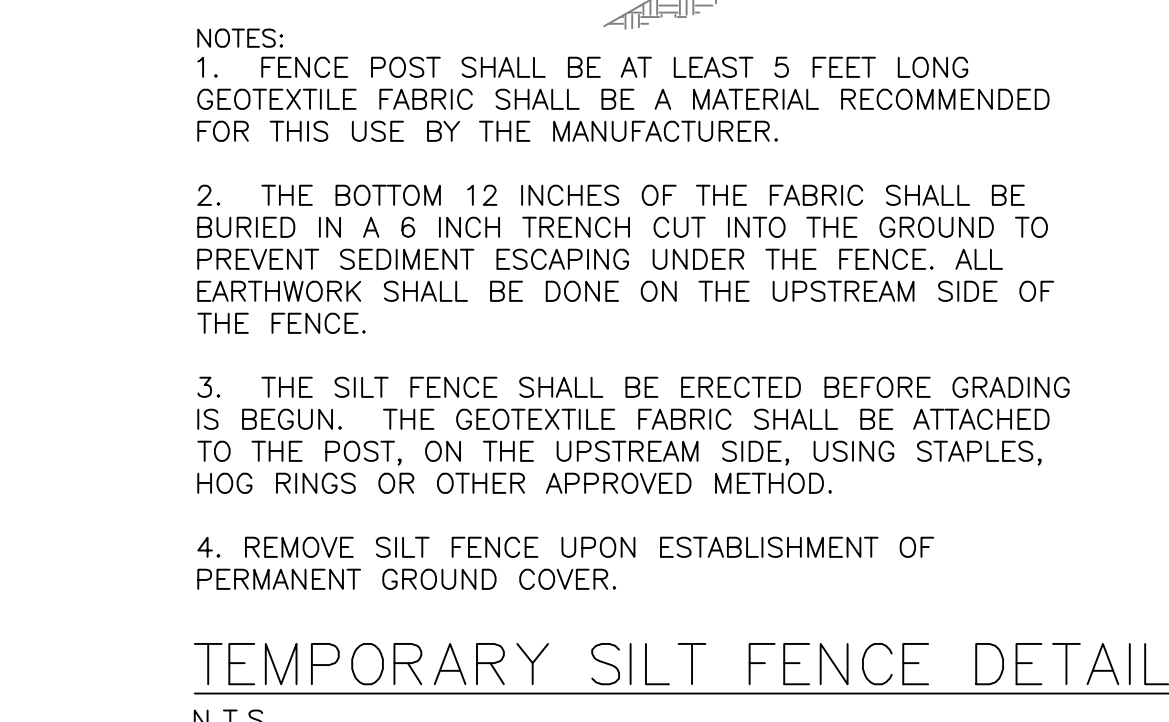 NOTES:
1. FENCE POST SHALL BE AT LEAST 5 FEET LONG
GEOTEXTILE FABRIC SHALL BE A MATERIAL RECOMMENDED
FOR THIS USE BY THE MANUFACTURER.
2. THE BOTTOM 12 INCHES OF THE FABRIC SHALL BE
BURIED IN A 6 INCH TRENCH CUT INTO THE GROUND TO
PREVENT SEDIMENT ESCAPING UNDER THE FENCE. ALL
EARTHWORK SHALL BE DONE ON THE UPSTREAM SIDE OF
THE FENCE.
3. THE SILT FENCE SHALL BE ERECTED BEFORE GRADING
IS BEGUN. THE GEOTEXTILE FABRIC SHALL BE ATTACHED
TO THE POST, ON THE UPSTREAM SIDE, USING STAPLES,
HOG RINGS OR OTHER APPROVED METHOD.
4. REMOVE SILT FENCE UPON ESTABLISHMENT OF
PERMANENT GROUND COVER.
TEMPORARY SILT FENCE DETAIL
N.T.S.